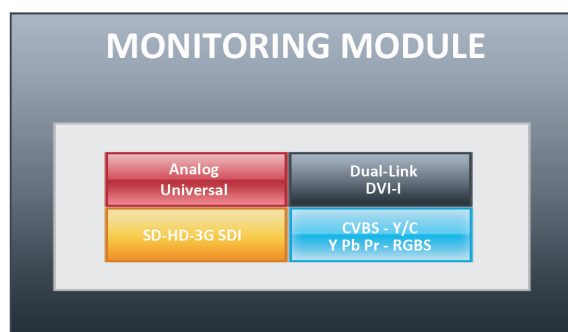 MONITORING MODULE
Analog
Universal
Dual-Link
DVI-I
SD-HD-3G SDI
CVBS - Y/C
Y Pb Pr - RGBS